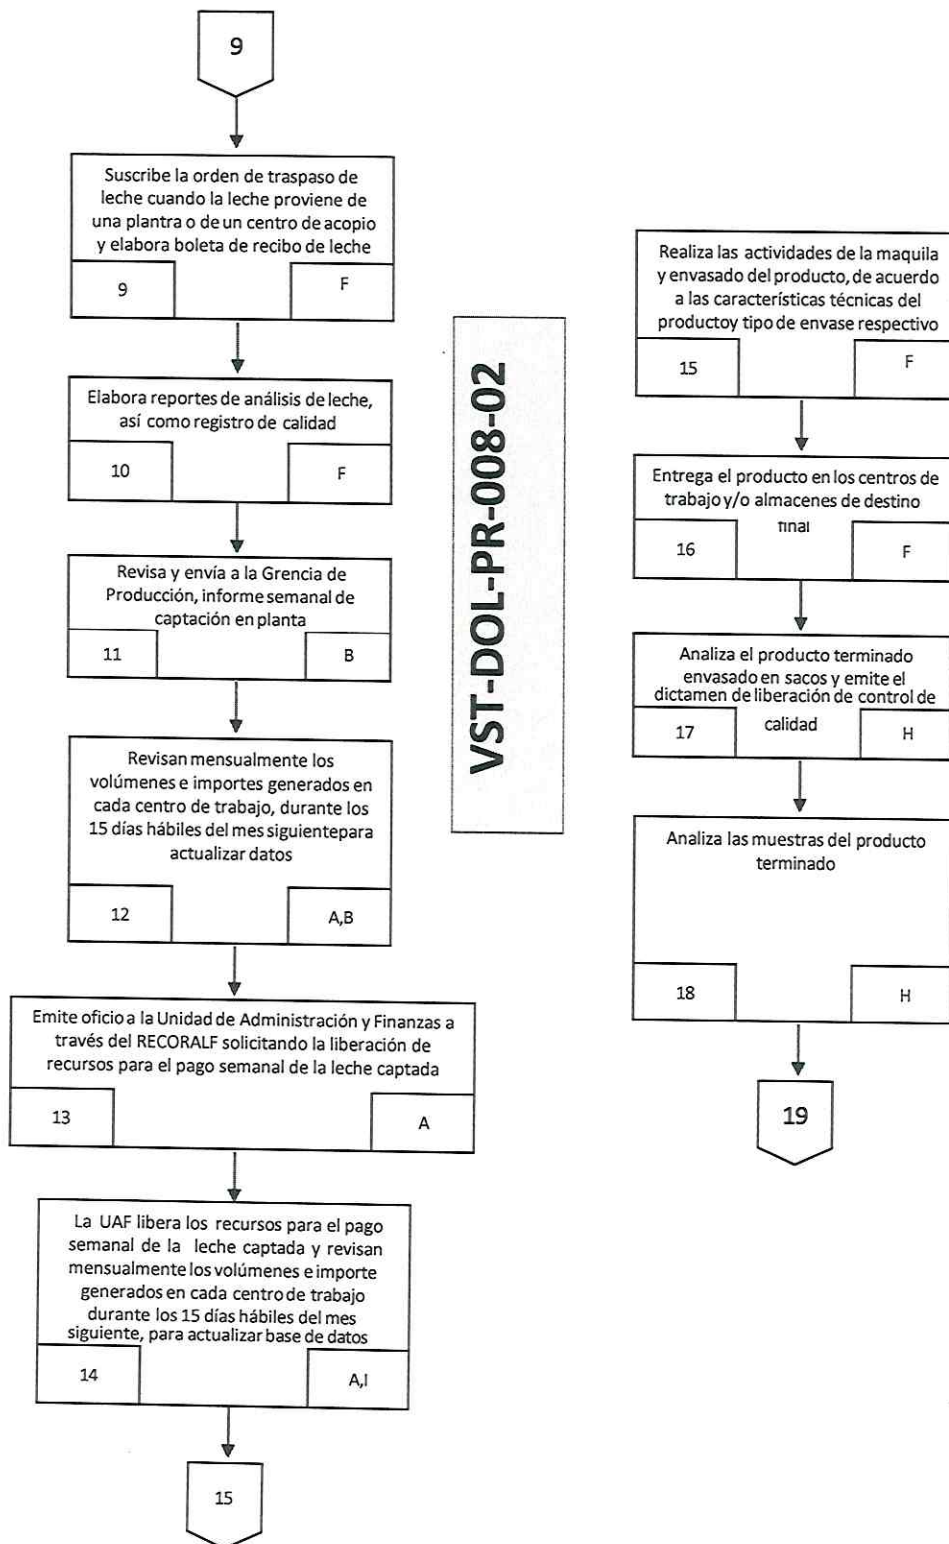 9
Suscribe la orden de traspaso de
leche cuando la leche proviene de
una plantra o de un centro de acopio
y elabora boleta de recibo de leche
9
F
Elabora reportes de análisis de leche,
así como registro de calidad
10
F
Revisa y envía a la Grencia de
Producción, informe semanal de
captación en planta
11
B
Revisan mensualmente los
volúmenes e importes generados en
cada centro de trabajo, durante los
15 días hábiles del mes siguientepara
actualizar datos
12
A,B
Emite oficio a la Unidad de Administración y Finanzas a
través del RECORALF solicitando la liberación de
recursos para el pago semanal de la leche captada
13
A
La UAF libera los recursos para el pago
semanal de la leche captada y revisan
mensualmente los volúmenes e importe
generados en cada centro de trabajo
durante los 15 días hábiles del mes
siguiente, para actualizar base de datos
14
A,I
15
VST-DOL-PR-008-02
Realiza las actividades de la maquila
y envasado del producto, de acuerdo
a las características técnicas del
productoy tipo de envase respectivo
15
F
Entrega el producto en los centros de
trabajo y/o almacenes de destino
final
16
F
Analiza el producto terminado
envasado en sacos y emite el
dictamen de liberación de control de
calidad
17
H
Analiza las muestras del producto
terminado
18
H
19